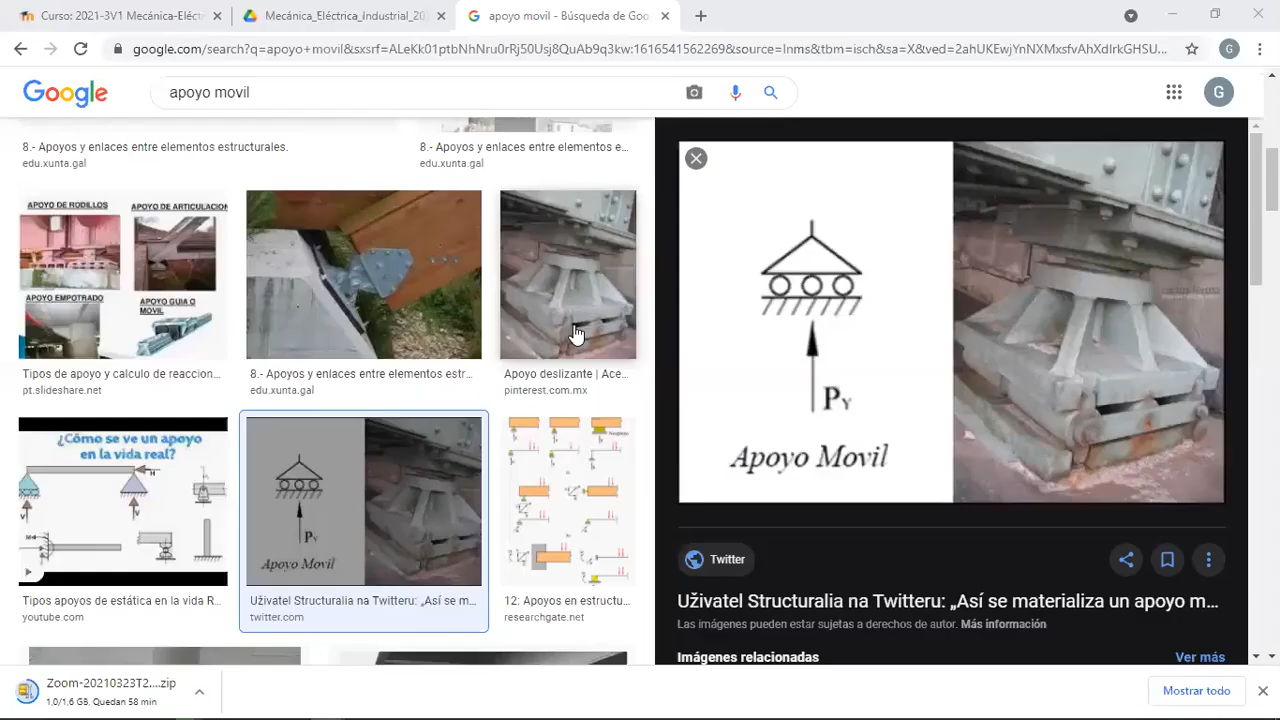 Curso: 2021-3V1 Mecánica-Eléctr
Mecánica_Eléctrica_industrial_20
apoyo movil - Búsqueda de Goo
google.com/search?q=apoyo+movil&sxsrf=ALeKk01ptbNhNru0rRj50Usj8QuAb9q3kw:1616541562269&source=lnms&tbm=isch&sa=X&ved=2ahUKEwjYnNXMxsfvAhXdIrkGHSU...
G
Google
apoyo movil
G
8.- Apoyos y enlaces entre elementos estructurales.
edu.xunta.gal
8.- Apoyos y enlaces entre elementos e...
edu.xunta.gal
APOYO DE RODILLOS
APOYO DE ARTICULACION
APOYO EMPOTRADO
APOYO GUIA O
MOVIL
Tipos de apoyo y calculo de reaccion...
pt.slideshare.net
8.- Apoyos y enlaces entre elementos estr...
edu.xunta.gal
Apoyo deslizante | Ace...
pinterest.com.mx
¿Cómo se ve un apoyo
en la vida real?
H
V
V
M
H
Tipos apoyos de estática en la vida R...
youtube.com
PY
Apoyo Movil
Uživatel Structuralia na Twitteru: „Así se m...
twitter.com
12: Apoyos en estructu...
researchgate.net
PY
Apoyo Movil
Twitter
Uživatel Structuralia na Twitteru: „Así se materializa un apoyo m...
Las imágenes pueden estar sujetas a derechos de autor. Más información
Imágenes relacionadas
Ver más
Zoom-20210323T2....zip
1.0/1.6 GB, Quedan 58 min
Mostrar todo